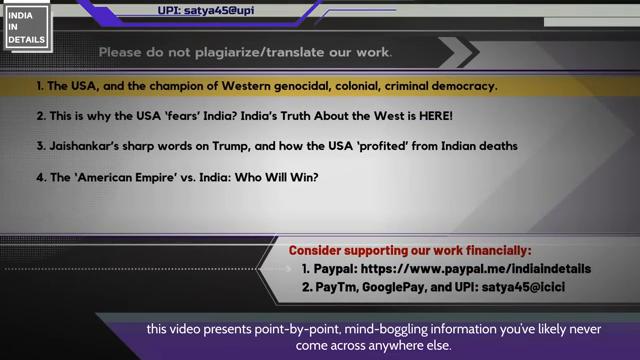 UPI: satya45@upi
INDIA
IN
DETAILS
Please do not plagiarize/translate our work.
1. The USA, and the champion of Western genocidal, colonial, criminal democracy.
2. This is why the USA ‘fears’ India? India’s Truth About the West is HERE!
3. Jaishankar’s sharp words on Trump, and how the USA ‘profited’ from Indian deaths
4. The ‘American Empire’ vs. India: Who Will Win?
Consider supporting our work financially:
1. Paypal: https://www.paypal.me/indiaindetails
2. PayTm, GooglePay, and UPI: satya45@icici
this video presents point-by-point, mind-boggling information you’ve likely never
come across anywhere else.